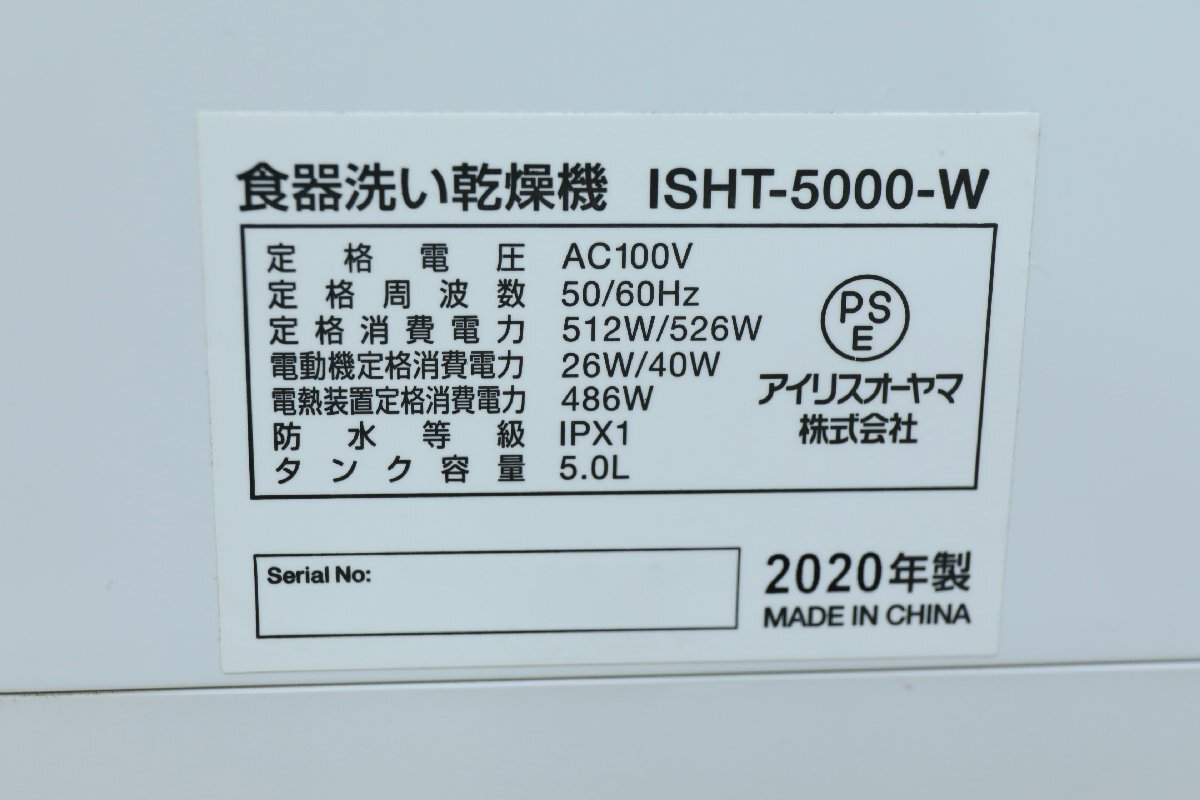 食器洗い乾燥機 ISHT-5000-W
定格電圧 AC100V
定格周波数 50/60Hz
定格消費電力 512W/526W
電動機定格消費電力 26W/40W
電熱装置定格消費電力 486W
防水等級 IPX1
タンク容量 5.0L
PS
E
アイリスオーヤマ
株式会社
Serial No:
2020年製
MADE IN CHINA